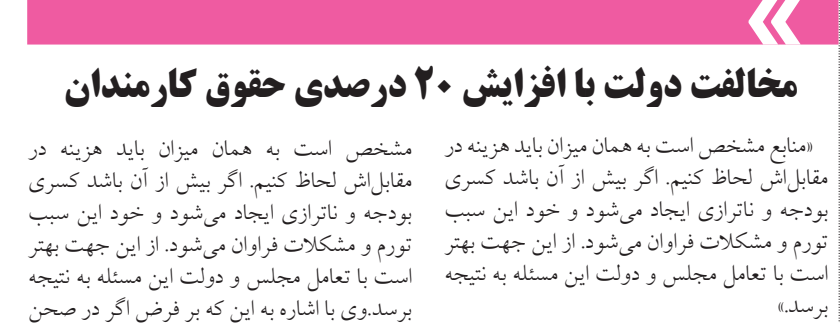 مخالفت دولت با افزایش ۲۰ درصدی حقوق کارمندان
«منابع مشخص است به همان میزان باید هزینه در
مقابل‌اش لحاظ کنیم. اگر بیش از آن باشد کسری
بودجه و ناترازی ایجاد می‌شود و خود این سبب
تورم و مشکلات فراوان می‌شود. از این جهت بهتر
است با تعامل مجلس و دولت این مسئله به نتیجه
برسد.»
مشخص است به همان میزان باید هزینه در
مقابل‌اش لحاظ کنیم. اگر بیش از آن باشد کسری
بودجه و ناترازی ایجاد می‌شود و خود این سبب
تورم و مشکلات فراوان می‌شود. از این جهت بهتر
است با تعامل مجلس و دولت این مسئله به نتیجه
برسد.وی با اشاره به این که بر فرض اگر در صحن